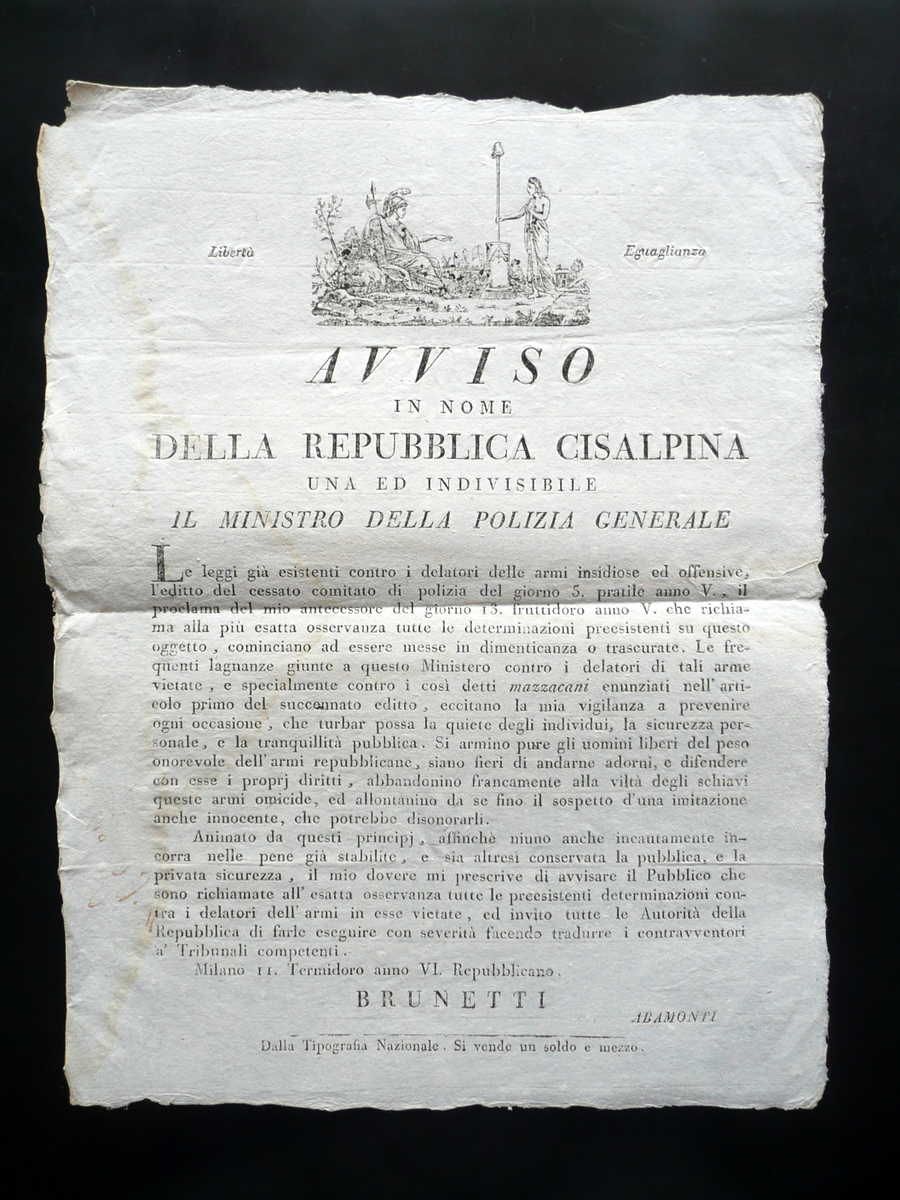 Libertà Eguaglianza
AVVISO
IN NOME
DELLA REPUBBLICA CISALPINA
UNA ED INDIVISIBILE
IL MINISTRO DELLA POLIZIA GENERALE
Le leggi già esistenti contro i delatori delle armi insidiose ed offensive,
l'editto del cessato comitato di polizia del giorno 5. pratile anno V., il
proclama del mio antecessore del giorno 13. fruttidoro anno V. che richia-
ma alla più esatta osservanza tutte le determinazioni preesistenti su questo
oggetto, cominciano ad essere messe in dimenticanza o trascurate. Le fre-
quenti lagnanze giunte a questo Ministero contro i delatori di tali arme
vietate, e specialmente contro i così detti mazzacani enunziati nell'arti-
colo primo del succennato editto, eccitano la mia vigilanza a prevenire
ogni occasione, che turbar possa la quiete degli individui, la sicurezza per-
sonale, e la tranquillità pubblica. Si armino pure gli uomini liberi del peso
onorevole dell'armi repubblicane, siano fieri di andarne adorni, e difendere
con esse i proprj diritti, abbandonino francamente alla viltà degli schiavi
queste armi omicide, ed allontanino da se fino il sospetto d'una imitazione
anche innocente, che potrebbe disonorarli.
Animato da questi principj, affinchè niuno anche incautamente in-
corra nelle pene già stabilite, e sia altresì conservata la pubblica, e la
privata sicurezza, il mio dovere mi prescrive di avvisare il Pubblico che
sono richiamate all' esatta osservanza tutte le preesistenti determinazioni con-
tra i delatori dell'armi in esse vietate, ed invito tutte le Autorità della
Repubblica di farle eseguire con severità facendo tradurre i contravventori
a' Tribunali competenti.
Milano 11. Termidoro anno VI. Repubblicano.
BRUNETTI
ABAMONTI
Dalla Tipografia Nazionale. Si vende un soldo e mezzo.